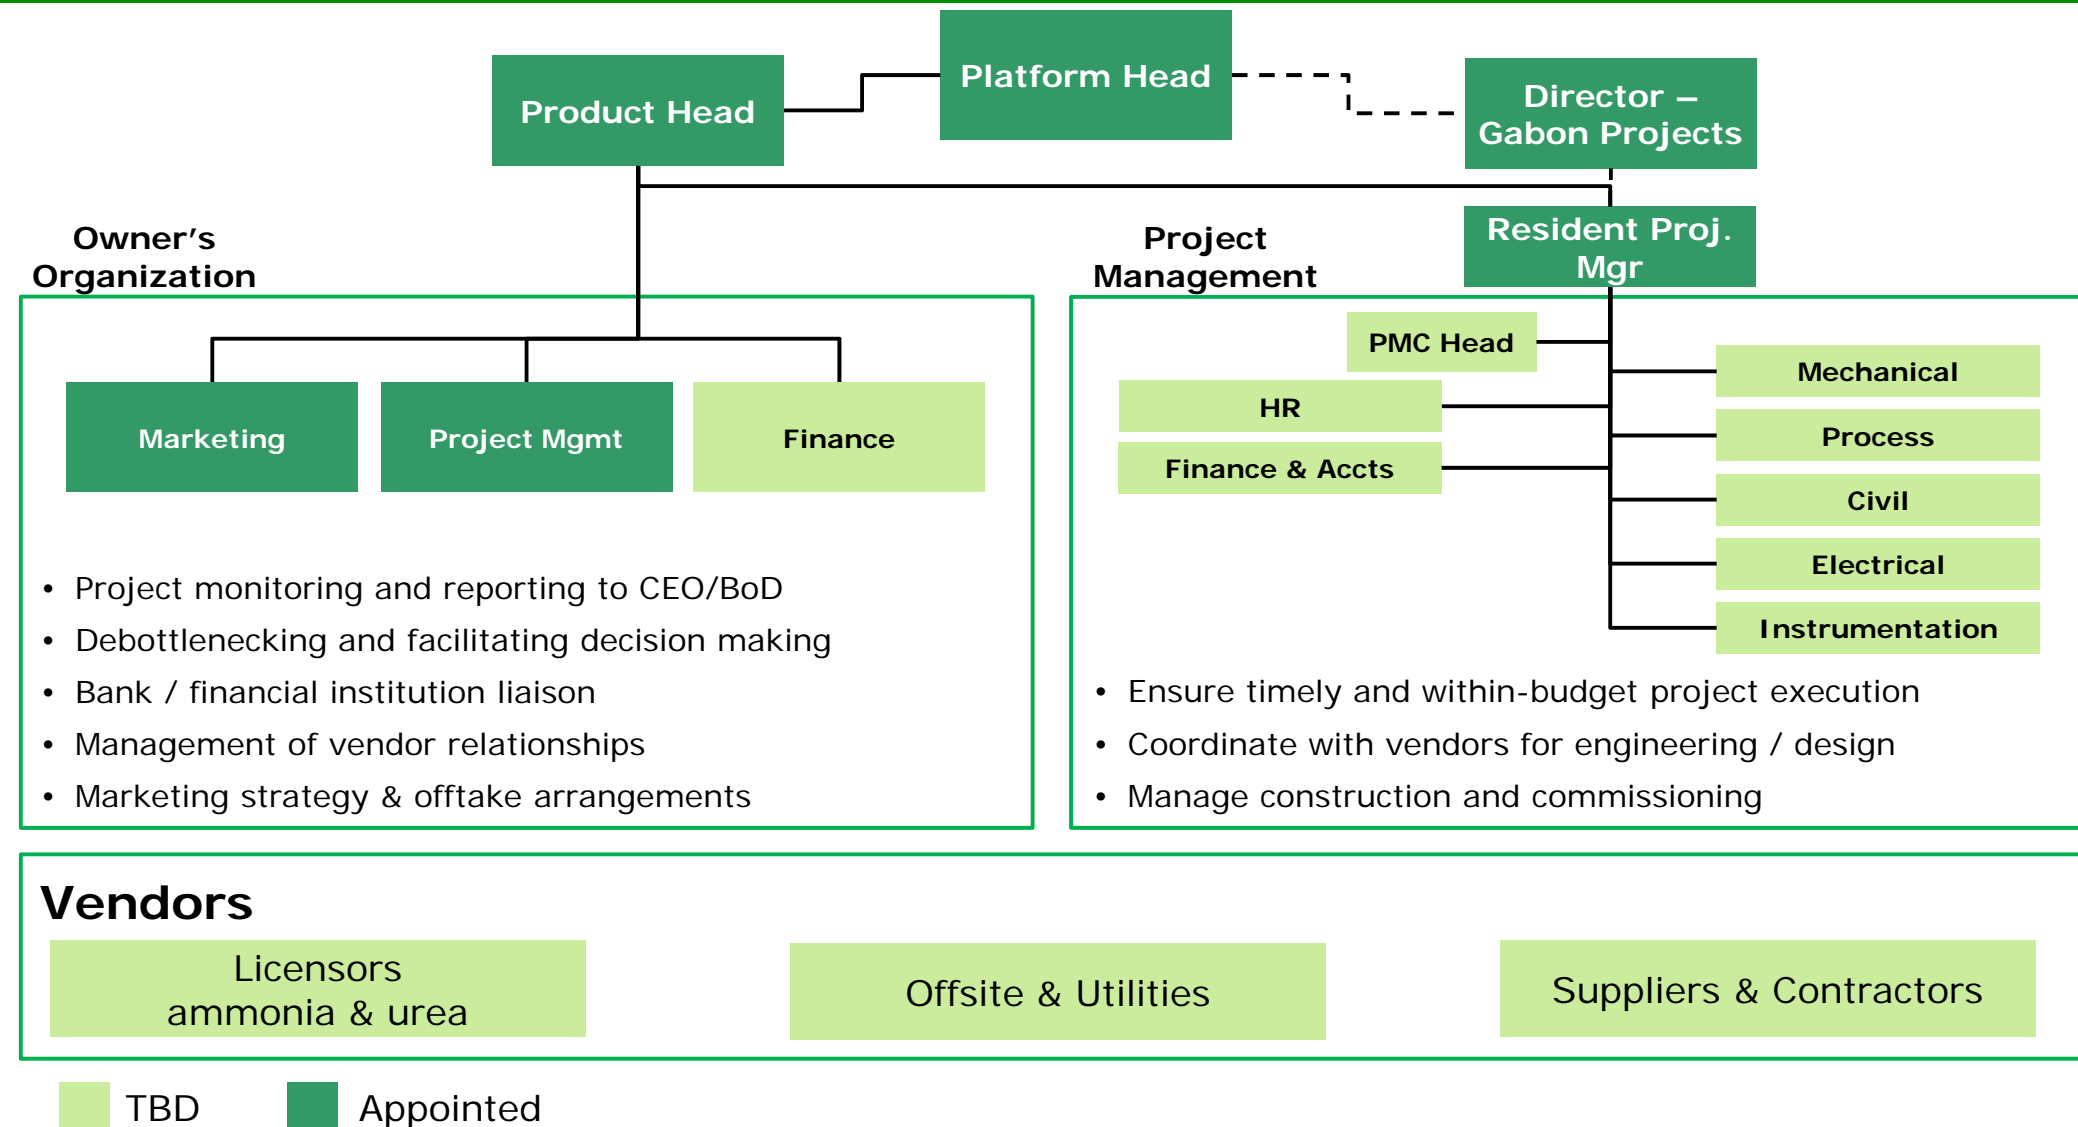 Platform Head
Product Head
Director –
Gabon Projects
Resident Proj.
Mgr
Owner’s
Organization
Marketing
Project Mgmt
Finance
• Project monitoring and reporting to CEO/BoD
• Debottlenecking and facilitating decision making
• Bank / financial institution liaison
• Management of vendor relationships
• Marketing strategy & offtake arrangements
Project
Management
PMC Head
HR
Finance & Accts
Mechanical
Process
Civil
Electrical
Instrumentation
• Ensure timely and within-budget project execution
• Coordinate with vendors for engineering / design
• Manage construction and commissioning
Vendors
Licensors
ammonia & urea
Offsite & Utilities
Suppliers & Contractors
TBD
Appointed